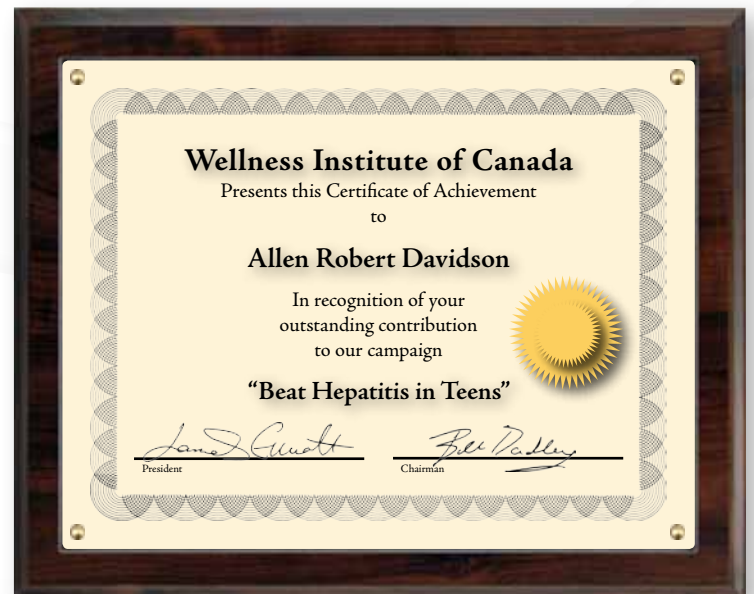 Wellness Institute of Canada
Presents this Certificate of Achievement
to
Allen Robert Davidson
In recognition of your
outstanding contribution
to our campaign
“Beat Hepatitis in Teens”
President
Chairman